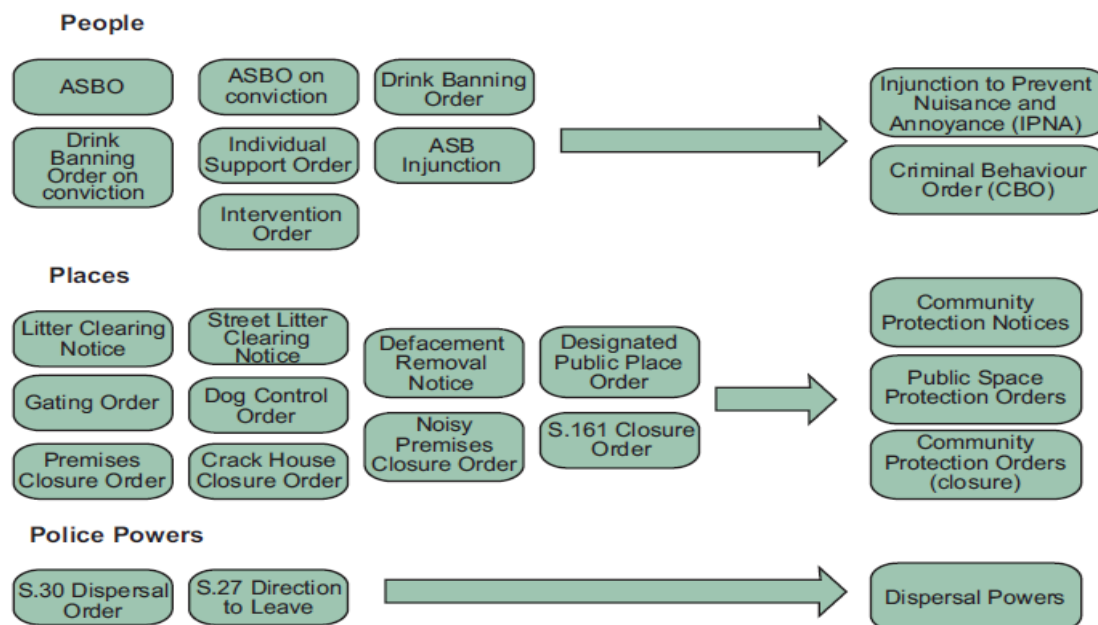 People
ASBO
ASBO on
conviction
Drink Banning
Order
Drink
Banning
Order on
conviction
Individual
Support Order
ASB
Injunction
Intervention
Order
Injunction to Prevent
Nuisance and
Annoyance (IPNA)
Criminal Behaviour
Order (CBO)
Places
Litter Clearing
Notice
Street Litter
Clearing
Notice
Defacement
Removal
Notice
Designated
Public Place
Order
Gating Order
Dog Control
Order
Noisy
Premises
Closure Order
S.161 Closure
Order
Premises
Closure Order
Crack House
Closure Order
Community
Protection Notices
Public Space
Protection Orders
Community
Protection Orders
(closure)
Police Powers
S.30 Dispersal
Order
S.27 Direction
to Leave
Dispersal Powers